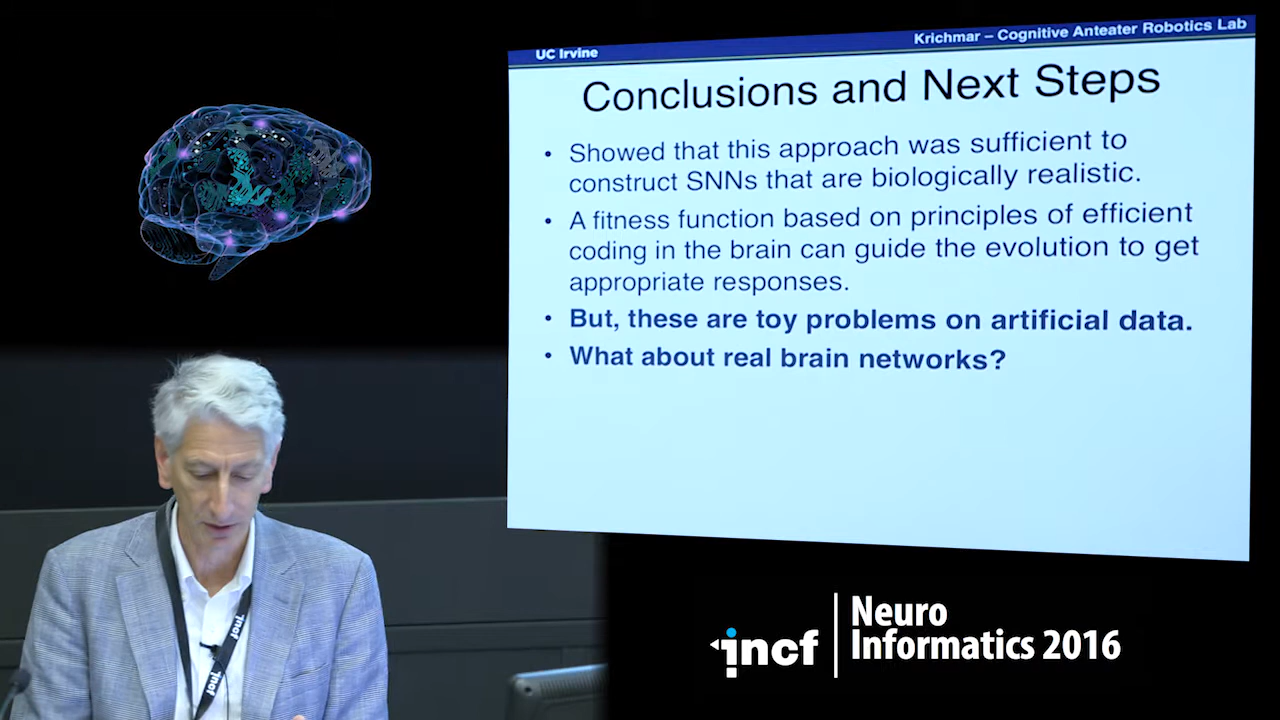 UC Irvine
Krichmar – Cognitive Anteater Robotics Lab
Conclusions and Next Steps
• Showed that this approach was sufficient to
construct SNNs that are biologically realistic.
• A fitness function based on principles of efficient
coding in the brain can guide the evolution to get
appropriate responses.
• But, these are toy problems on artificial data.
• What about real brain networks?
incf
Neuro
Informatics 2016
incf
incf